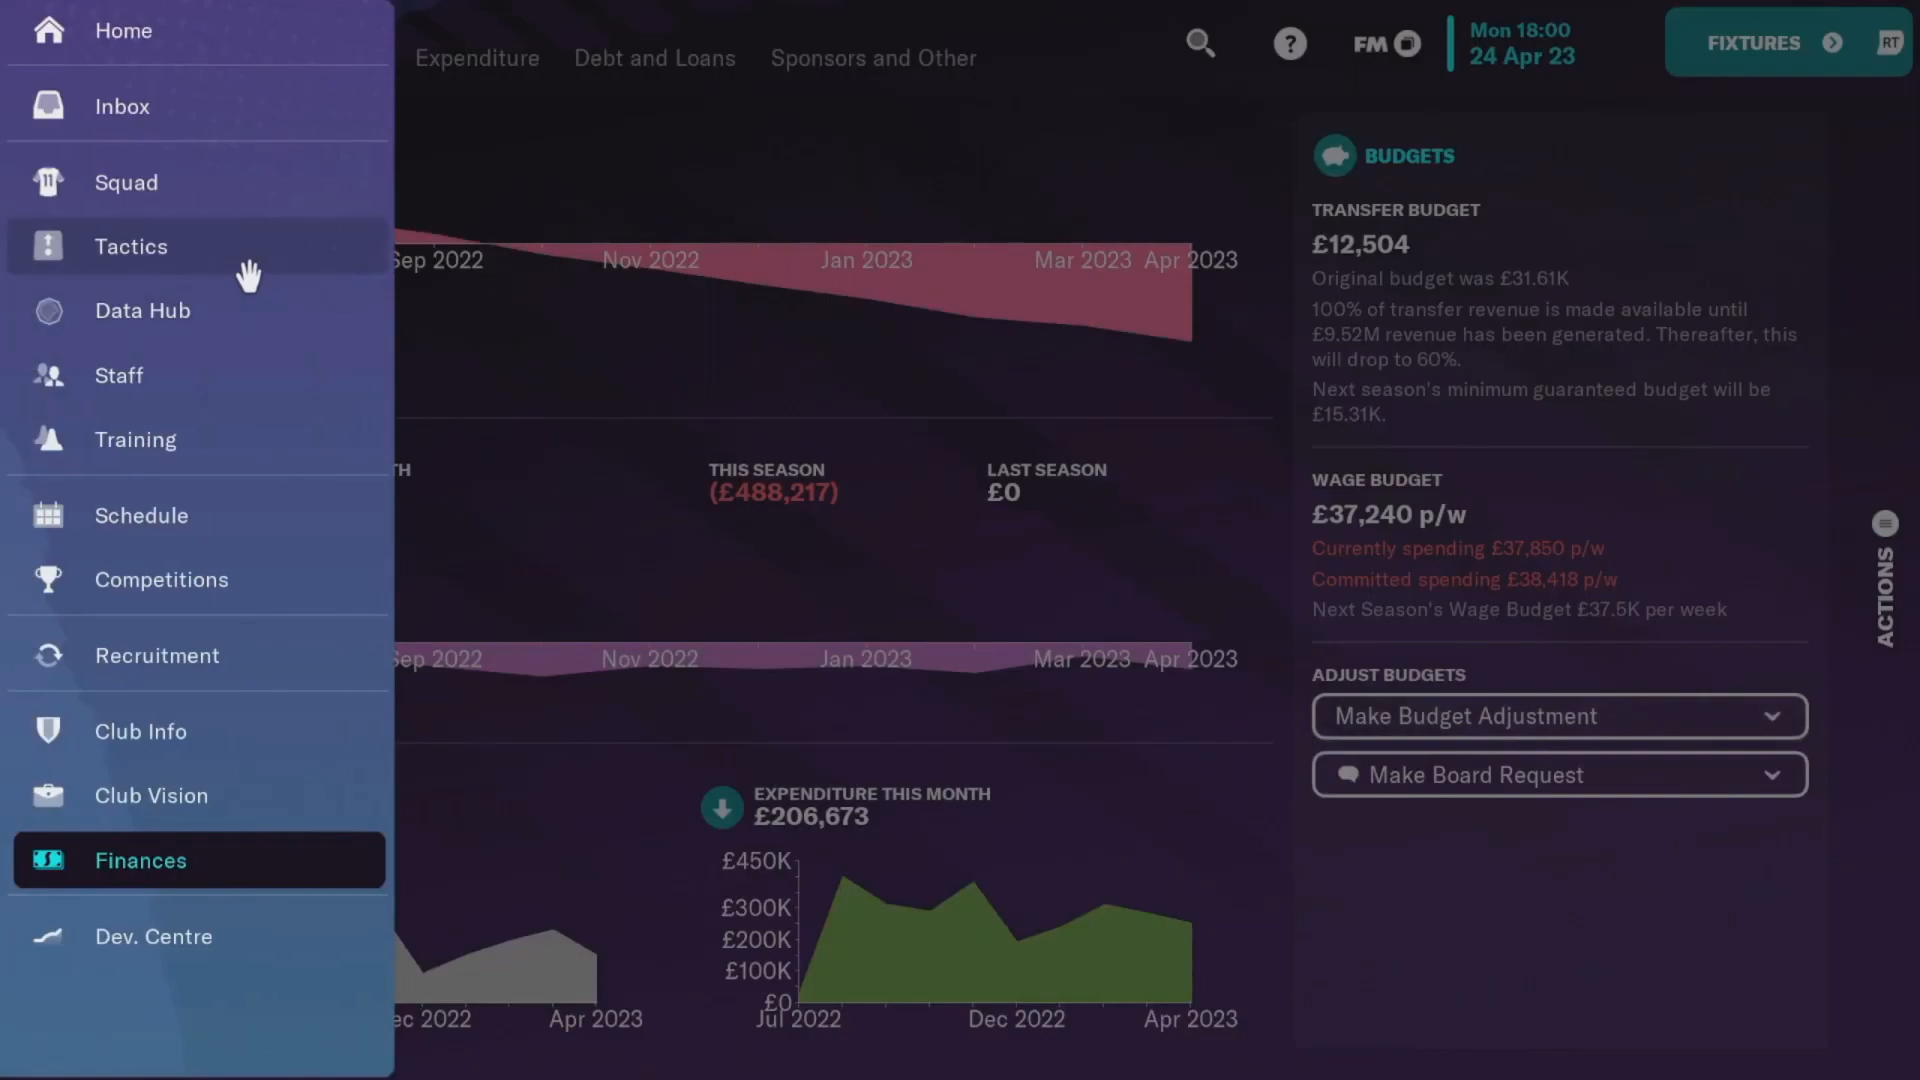 Home
Inbox
Squad
Tactics
Data Hub
Staff
Training
Schedule
Competitions
Recruitment
Club Info
Club Vision
Finances
Dev. Centre
Expenditure
Debt and Loans
Sponsors and Other
?
FM
Mon 18:00
24 Apr 23
FIXTURES
RT
Sep 2022
Nov 2022
Jan 2023
Mar 2023
Apr 2023
TH
THIS SEASON
(£488,217)
LAST SEASON
£0
Sep 2022
Nov 2022
Jan 2023
Mar 2023
Apr 2023
ec 2022
Apr 2023
EXPENDITURE THIS MONTH
£206,673
£450K
£300K
£200K
£100K
£0
Jul 2022
Dec 2022
Apr 2023
BUDGETS
TRANSFER BUDGET
£12,504
Original budget was £31.61K
100% of transfer revenue is made available until
£9.52M revenue has been generated. Thereafter, this
will drop to 60%.
Next season's minimum guaranteed budget will be
£15.31K.
WAGE BUDGET
£37,240 p/w
Currently spending £37,850 p/w
Committed spending £38,418 p/w
Next Season's Wage Budget £37.5K per week
ADJUST BUDGETS
Make Budget Adjustment
Make Board Request
ACTIONS